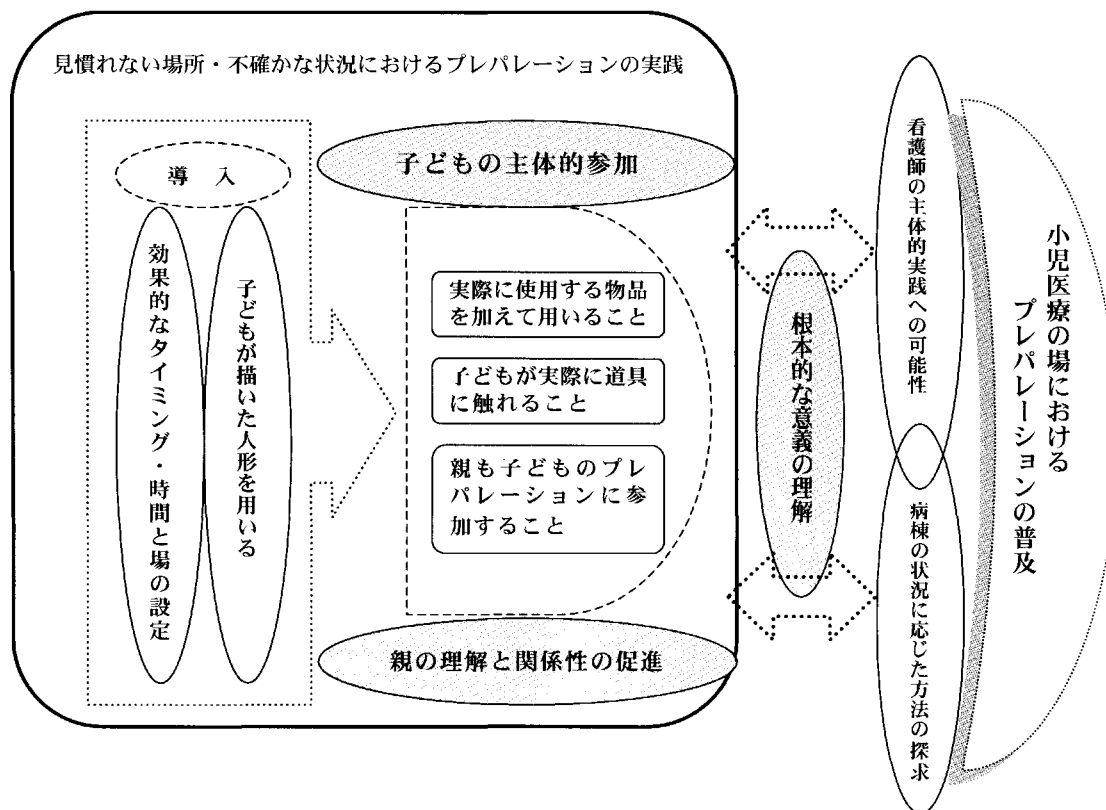 見慣れない場所・不確かな状況におけるプレパレーションの実践
導 入
効果的なタイミング・時間と場の設定
子どもが描いた人形を用いる
子どもの主体的参加
実際に使用する物品
を加えて用いること
子どもが実際に道具
に触れること
親も子どものプレ
パレーションに参
加すること
親の理解と関係性の促進
根本的な意義の理解
看護師の主体的実践への可能性
病棟の状況に応じた方法の探求
小児医療の場における
プレパレーションの普及